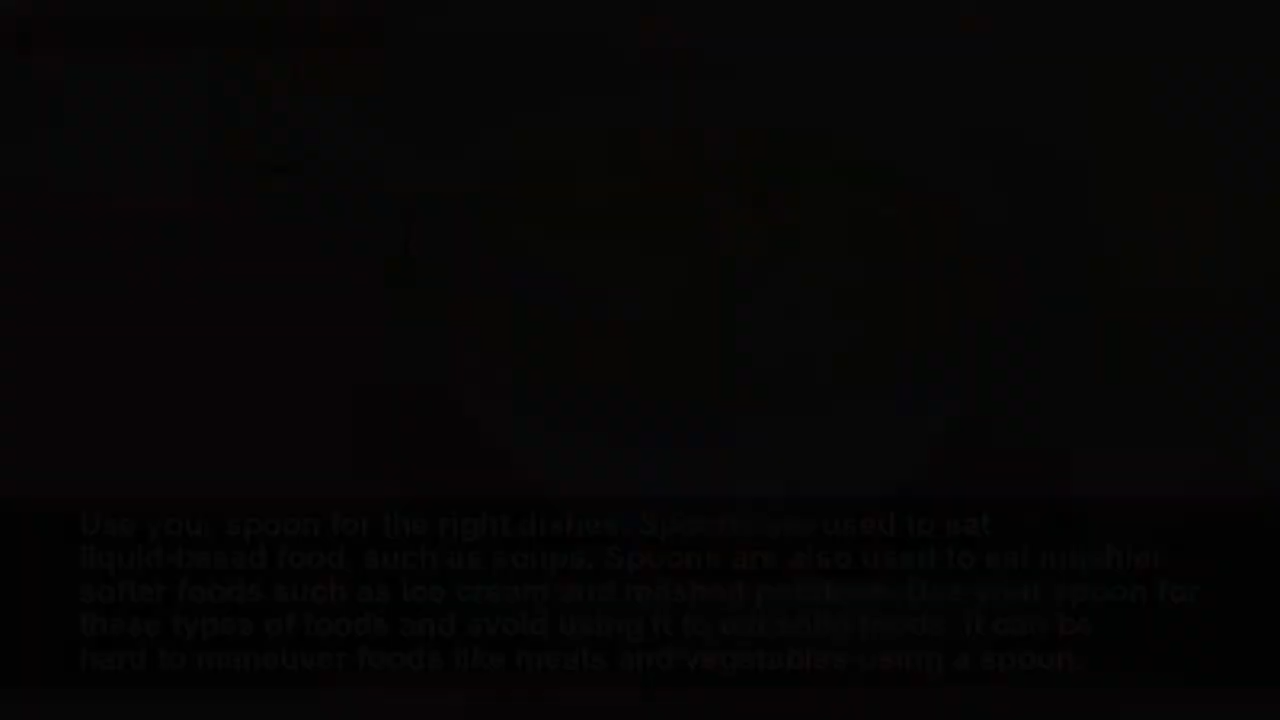 Use your spoon for the right dishes. Spoons are used to eat
liquid-based food, such as soups. Spoons are also used to eat mushier,
softer foods such as ice cream and mashed potatoes. Use your spoon for
these types of foods and avoid using it to eat solid foods. It can be
hard to maneuver foods like meats and vegetables using a spoon.